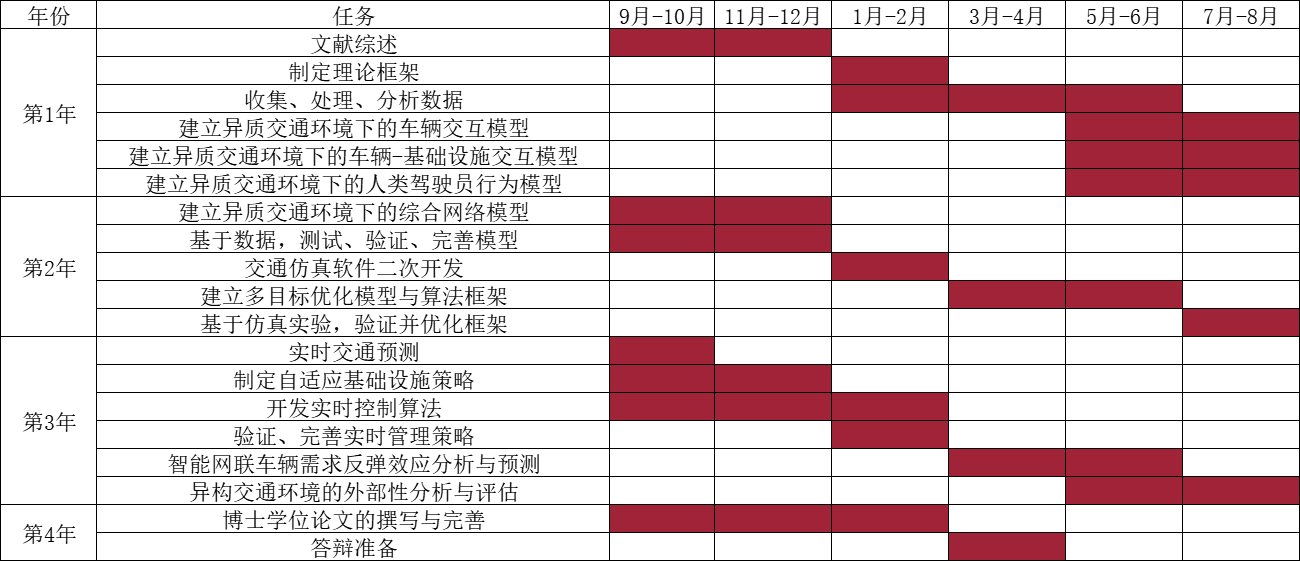 年份 任务 9月-10月 11月-12月 1月-2月 3月-4月 5月-6月 7月-8月
第1年
文献综述
制定理论框架
收集、处理、分析数据
建立异质交通环境下的车辆交互模型
建立异质交通环境下的车辆-基础设施交互模型
建立异质交通环境下的人类驾驶员行为模型
第2年
建立异质交通环境下的综合网络模型
基于数据，测试、验证、完善模型
交通仿真软件二次开发
建立多目标优化模型与算法框架
基于仿真实验，验证并优化框架
第3年
实时交通预测
制定自适应基础设施策略
开发实时控制算法
验证、完善实时管理策略
智能网联车辆需求反弹效应分析与预测
异构交通环境的外部性分析与评估
第4年
博士学位论文的撰写与完善
答辩准备